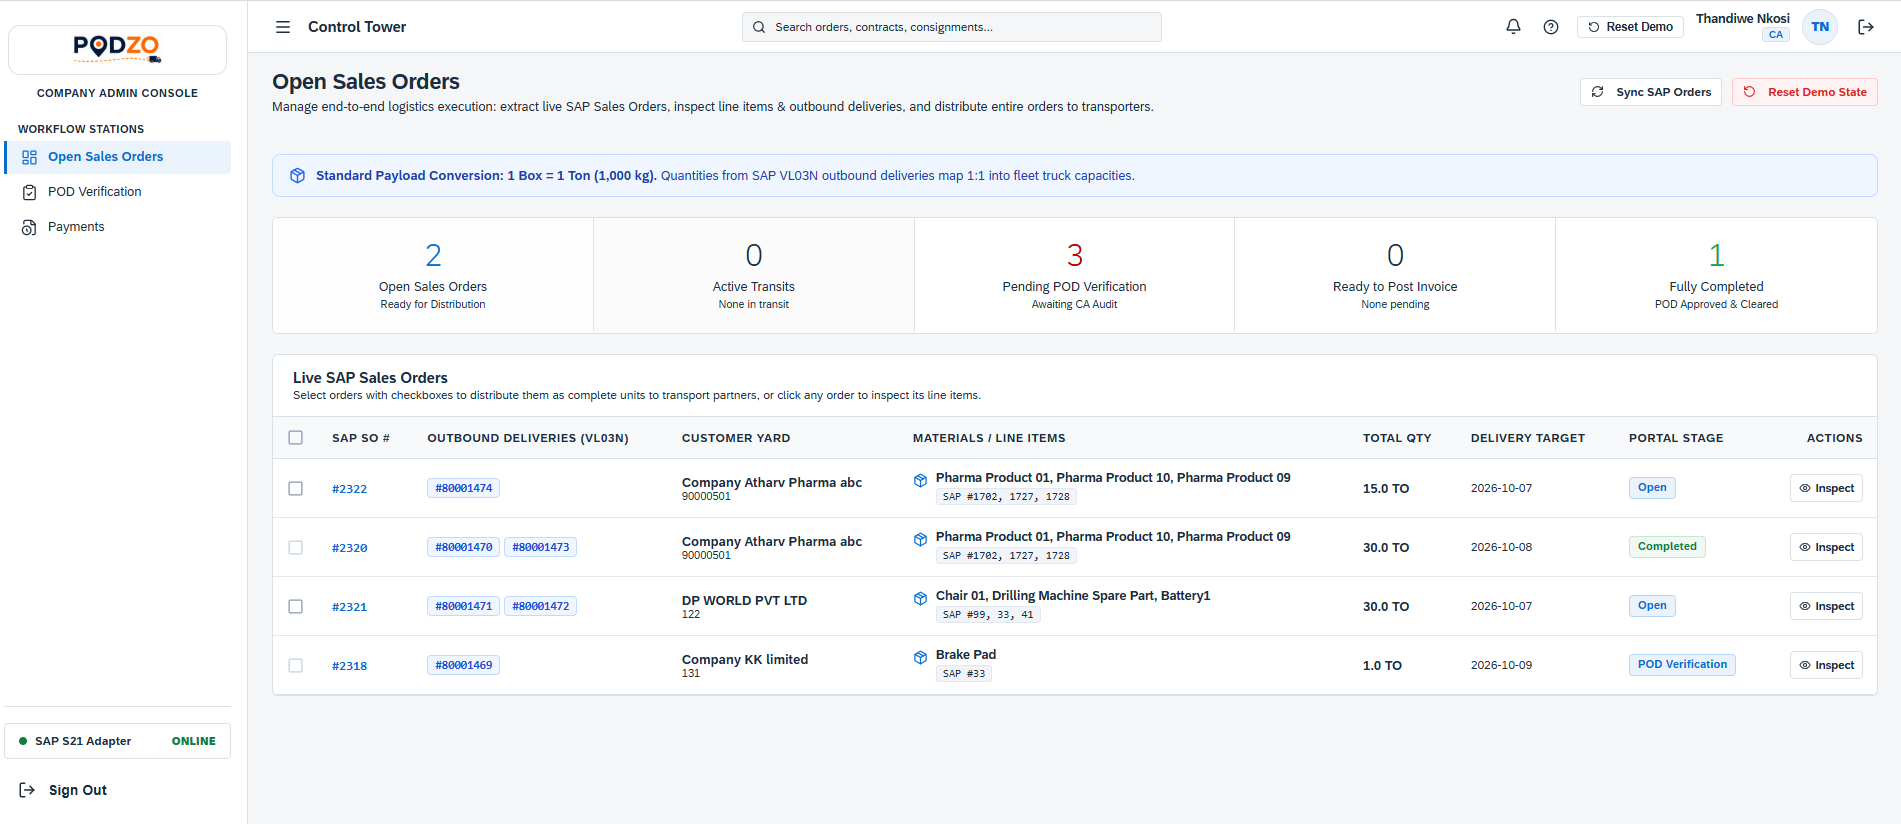 PODZO
COMPANY ADMIN CONSOLE
WORKFLOW STATIONS
Open Sales Orders
POD Verification
Payments
SAP S21 Adapter ONLINE
Sign Out
Control Tower
Search orders, contracts, consignments...
Reset Demo
Thandiwe Nkosi
CA
TN
Open Sales Orders
Manage end-to-end logistics execution: extract live SAP Sales Orders, inspect line items & outbound deliveries, and distribute entire orders to transporters.
Sync SAP Orders
Reset Demo State
Standard Payload Conversion: 1 Box = 1 Ton (1,000 kg). Quantities from SAP VL03N outbound deliveries map 1:1 into fleet truck capacities.
2
Open Sales Orders
Ready for Distribution
0
Active Transits
None in transit
3
Pending POD Verification
Awaiting CA Audit
0
Ready to Post Invoice
None pending
1
Fully Completed
POD Approved & Cleared
Live SAP Sales Orders
Select orders with checkboxes to distribute them as complete units to transport partners, or click any order to inspect its line items.
SAP SO # OUTBOUND DELIVERIES (VL03N) CUSTOMER YARD MATERIALS / LINE ITEMS TOTAL QTY DELIVERY TARGET PORTAL STAGE ACTIONS
#2322 #80001474 Company Atharv Pharma abc Pharma Product 01, Pharma Product 10, Pharma Product 09 15.0 TO 2026-10-07 Open Inspect
90000501 SAP #1702, 1727, 1728
#2320 #80001470 #80001473 Company Atharv Pharma abc Pharma Product 01, Pharma Product 10, Pharma Product 09 30.0 TO 2026-10-08 Completed Inspect
90000501 SAP #1702, 1727, 1728
#2321 #80001471 #80001472 DP WORLD PVT LTD Chair 01, Drilling Machine Spare Part, Battery1 30.0 TO 2026-10-07 Open Inspect
122 SAP #99, 33, 41
#2318 #80001469 Company KK limited Brake Pad 1.0 TO 2026-10-09 POD Verification Inspect
131 SAP #33